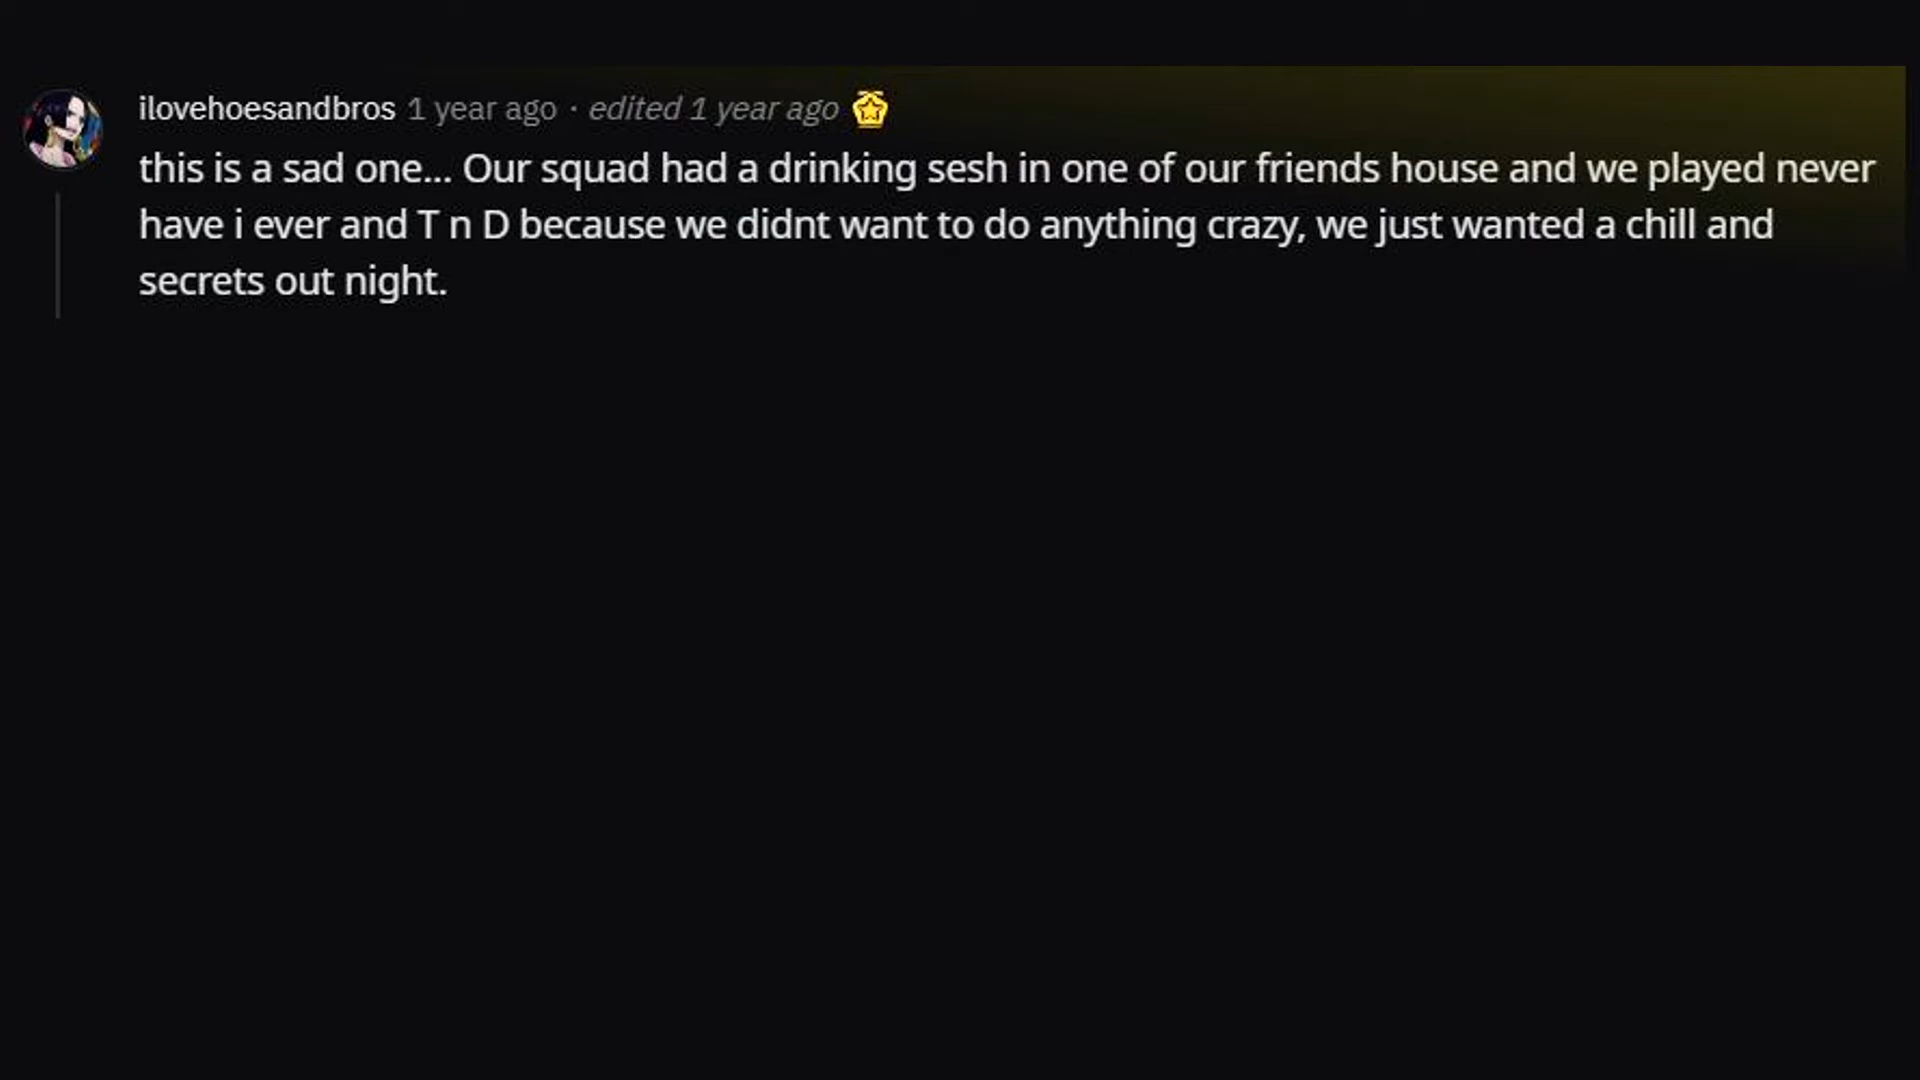 ilovehoesandbros 1 year ago · edited 1 year ago
this is a sad one... Our squad had a drinking sesh in one of our friends house and we played never
have i ever and T n D because we didnt want to do anything crazy, we just wanted a chill and
secrets out night.